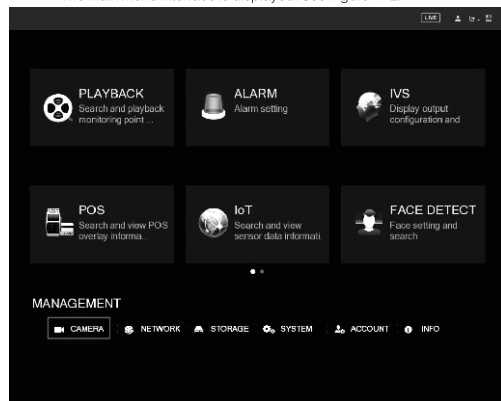 LIVE
PLAYBACK
Search and playback
monitoring point ...
ALARM
Alarm setting
IVS
Display output
configuration and
POS
Search and view POS
overlay informa...
IoT
Search and view
sensor data informati
FACE DETECT
Face setting and
search
MANAGEMENT
CAMERA NETWORK STORAGE SYSTEM ACCOUNT INFO